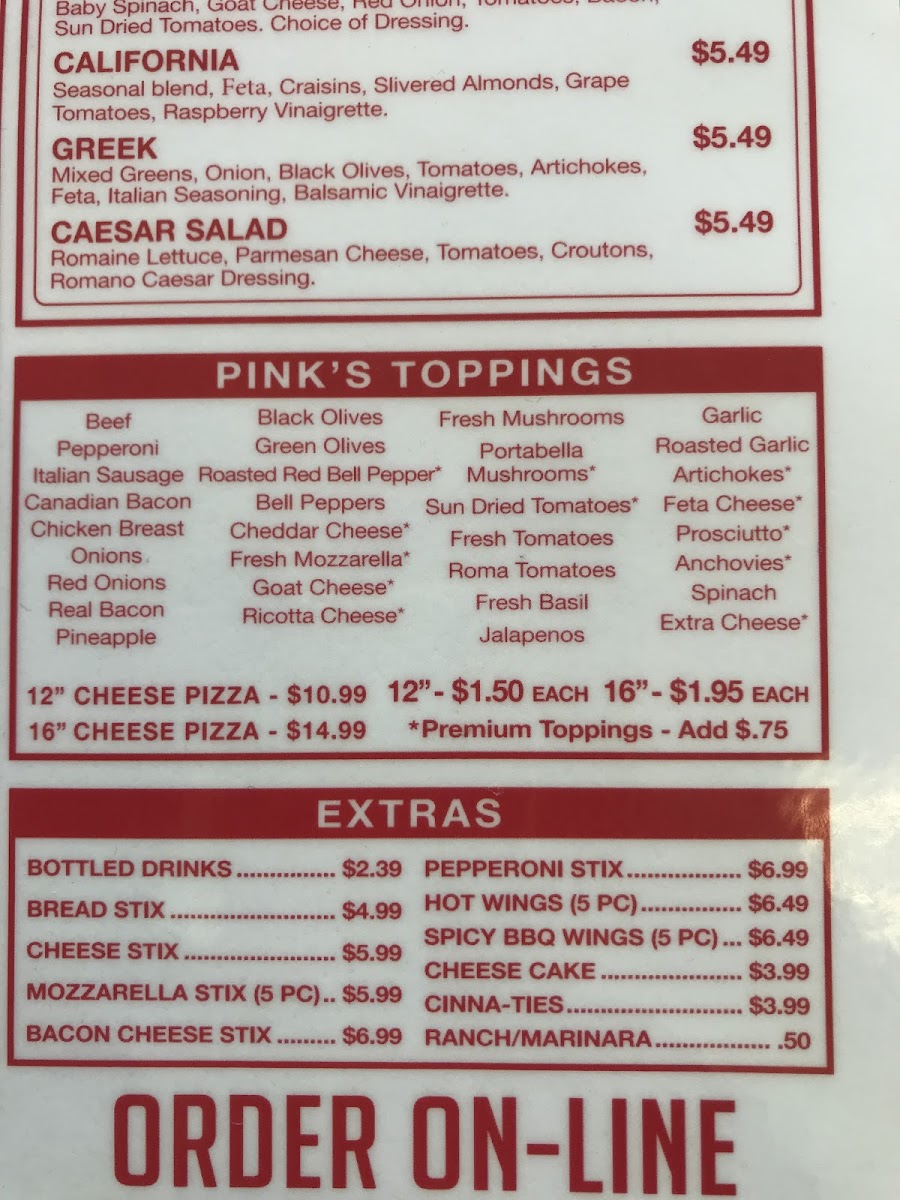 Baby Spinach, Goat Cheese, Red Onion, Tomatoes, Bacon,
Sun Dried Tomatoes. Choice of Dressing.
CALIFORNIA $5.49
Seasonal blend, Feta, Craisins, Slivered Almonds, Grape
Tomatoes, Raspberry Vinaigrette.
GREEK $5.49
Mixed Greens, Onion, Black Olives, Tomatoes, Artichokes,
Feta, Italian Seasoning, Balsamic Vinaigrette.
CAESAR SALAD $5.49
Romaine Lettuce, Parmesan Cheese, Tomatoes, Croutons,
Romano Caesar Dressing.
PINK'S TOPPINGS
Beef
Pepperoni
Italian Sausage
Canadian Bacon
Chicken Breast
Onions
Red Onions
Real Bacon
Pineapple
Black Olives
Green Olives
Roasted Red Bell Pepper*
Bell Peppers
Cheddar Cheese*
Fresh Mozzarella*
Goat Cheese*
Ricotta Cheese*
Fresh Mushrooms
Portabella
Mushrooms*
Sun Dried Tomatoes*
Fresh Tomatoes
Roma Tomatoes
Fresh Basil
Jalapenos
Garlic
Roasted Garlic
Artichokes*
Feta Cheese*
Prosciutto*
Anchovies*
Spinach
Extra Cheese*
12" CHEESE PIZZA - $10.99 12"- $1.50 EACH 16"- $1.95 EACH
16" CHEESE PIZZA - $14.99 *Premium Toppings - Add $.75
EXTRAS
BOTTLED DRINKS ............... $2.39
BREAD STIX ......................... $4.99
CHEESE STIX ....................... $5.99
MOZZARELLA STIX (5 PC).. $5.99
BACON CHEESE STIX ......... $6.99
PEPPERONI STIX................. $6.99
HOT WINGS (5 PC)............... $6.49
SPICY BBQ WINGS (5 PC)... $6.49
CHEESE CAKE ..................... $3.99
CINNA-TIES.......................... $3.99
RANCH/MARINARA................. .50
ORDER ON-LINE